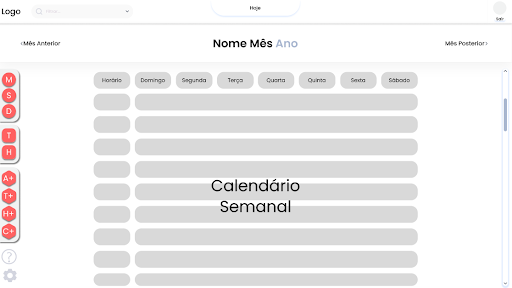 Logo
Hoje
Sair
‹Mês Anterior
Nome Mês Ano
Mês Posterior›
Horário Domingo Segunda Terça Quarta Quinta Sexta Sábado
M
S
D
T
H
A+
T+
H+
C+
?
Calendário
Semanal